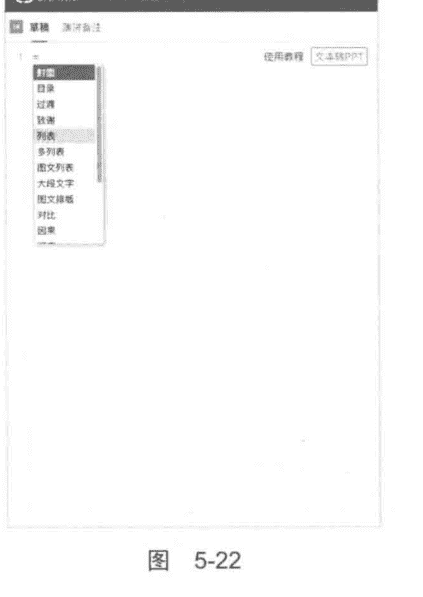 草稿 演讲备注
1 =
使用教程 文本转PPT
封面
目录
过渡
致谢
列表
多列表
图文列表
大段文字
图文排版
对比
因果
图 5-22